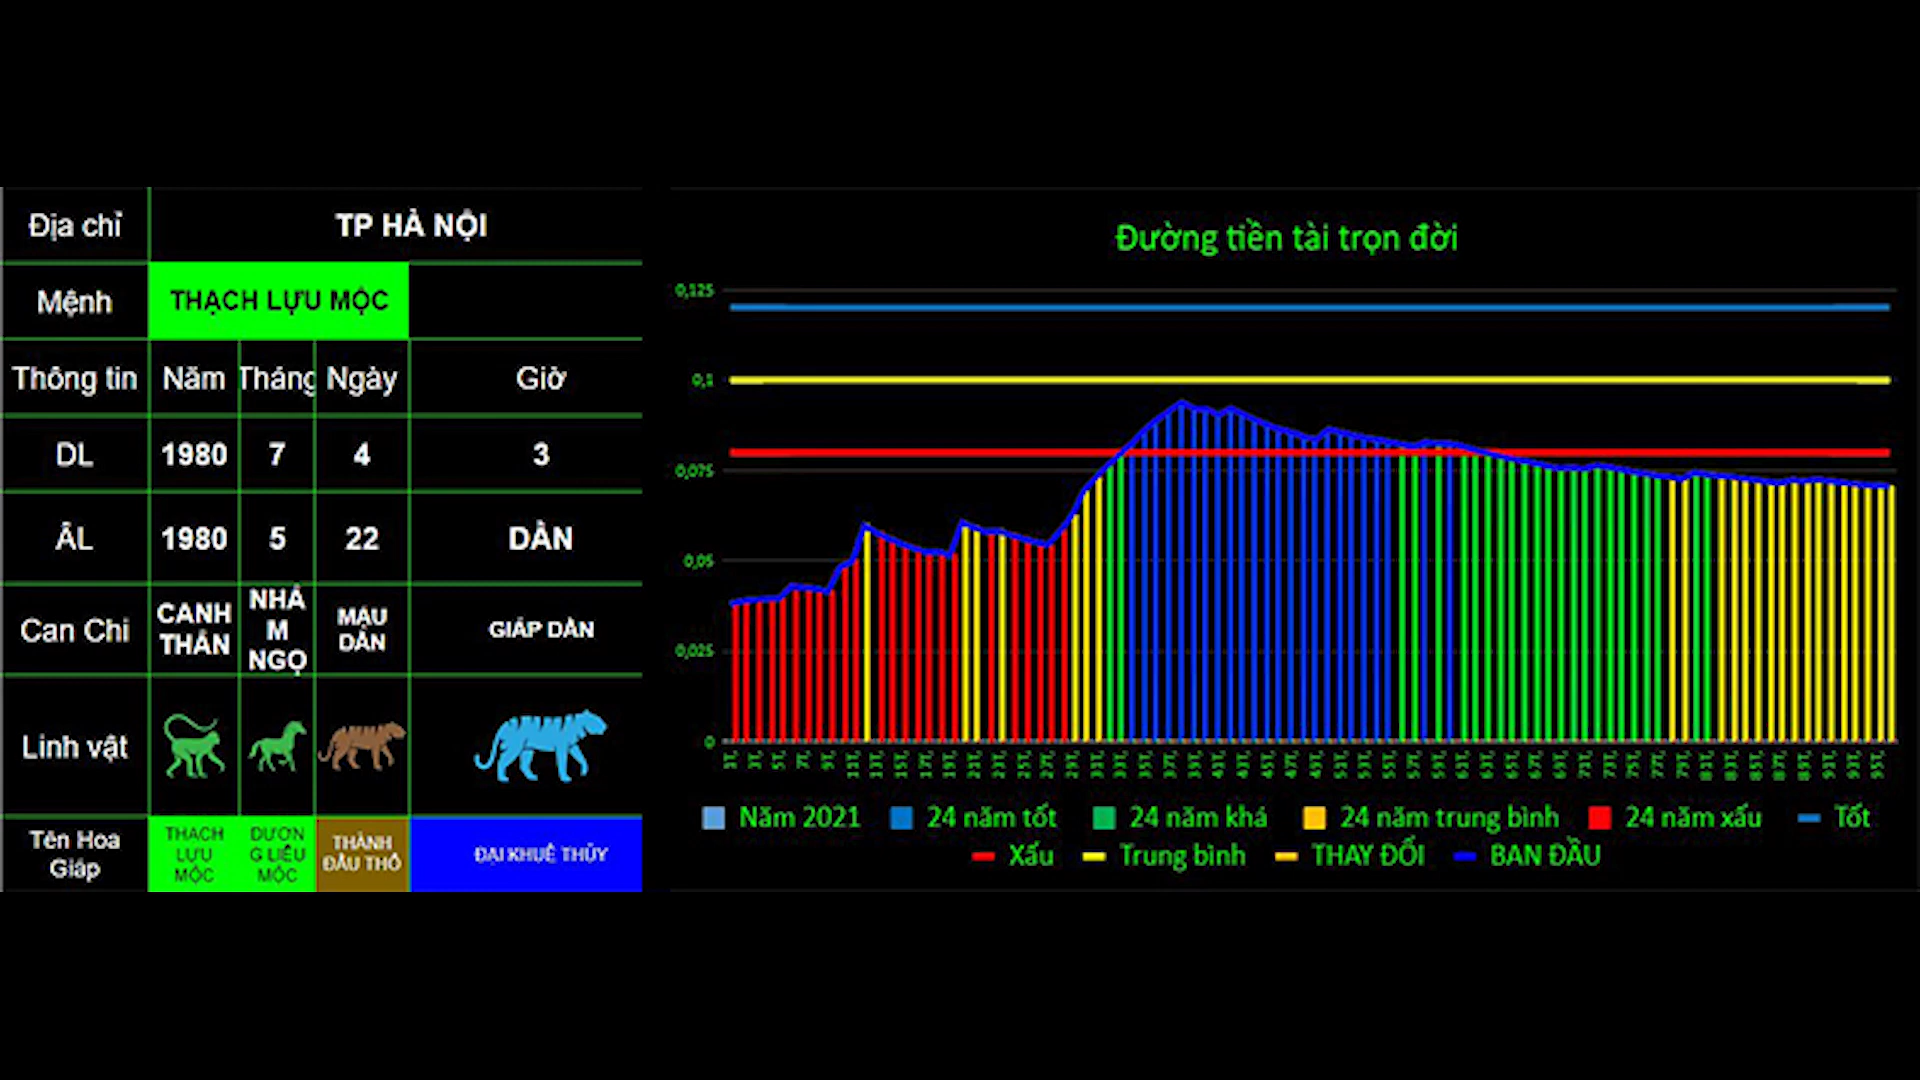 Địa chỉ TP HÀ NỘI
Mệnh THẠCH LỰU MỘC
Thông tin Năm Tháng Ngày Giờ
DL 1980 7 4 3
ÂL 1980 5 22 DẦN
Can Chi CANH THÂN NHÂM NGỌ MẬU DẦN GIÁP DẦN
Linh vật
Tên Hoa Giáp THẠCH LỰU MỘC DƯƠNG LIỄU MỘC THÀNH ĐẦU THỔ ĐẠI KHUÊ THỦY
Đường tiền tài trọn đời
0,125
0,1
0,075
0,05
0,025
0
Năm 2021 24 năm tốt 24 năm khá 24 năm trung bình 24 năm xấu Tốt
Xấu Trung bình THAY ĐỔI BAN ĐẦU